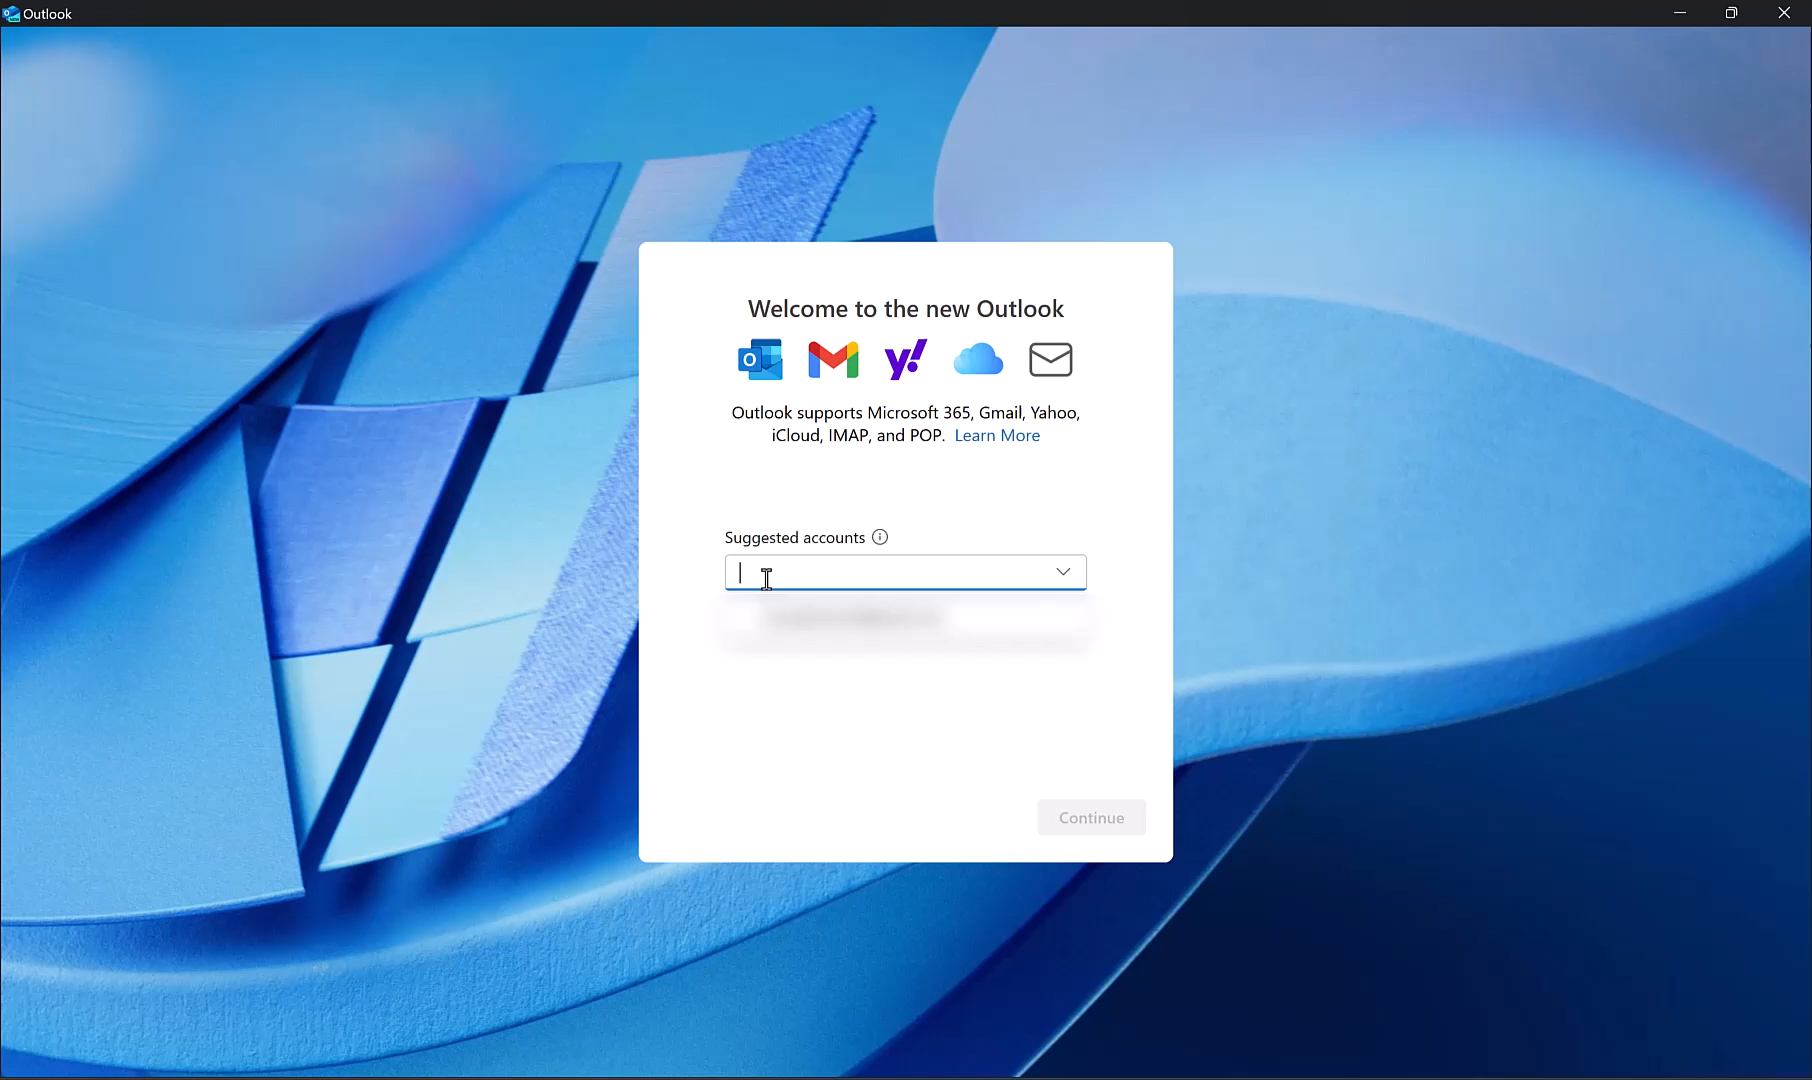 Outlook
Welcome to the new Outlook
Outlook supports Microsoft 365, Gmail, Yahoo,
iCloud, IMAP, and POP. Learn More
Suggested accounts
Continue